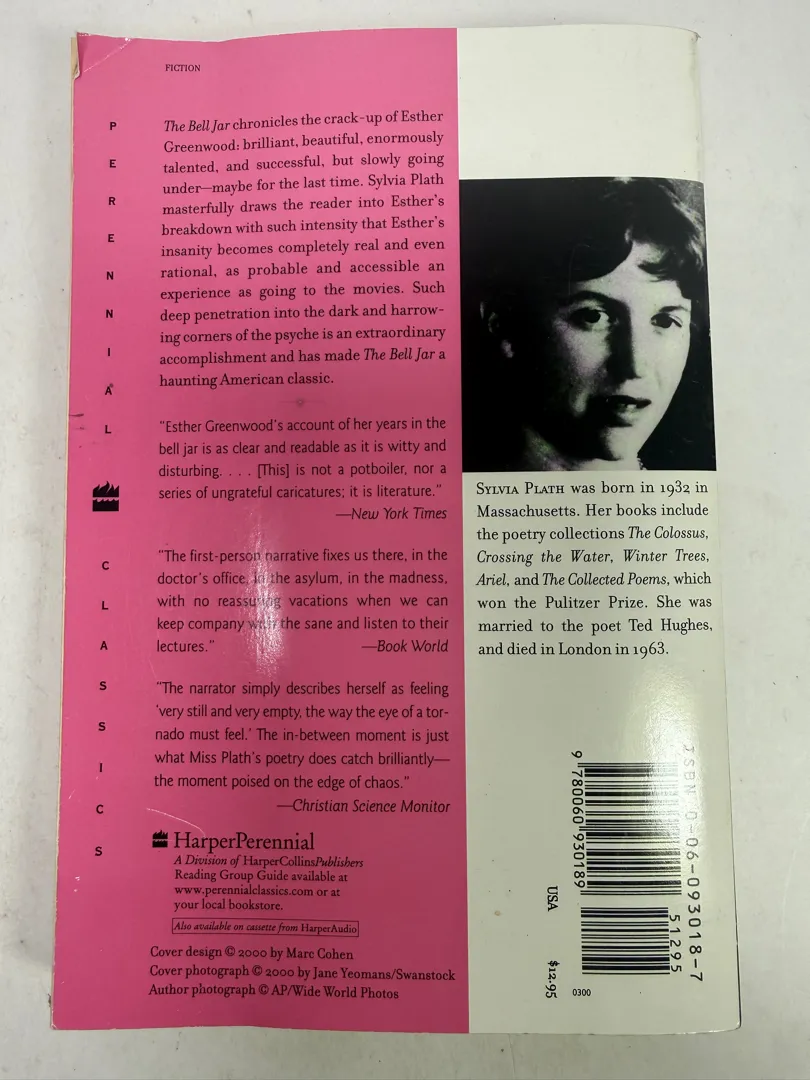 FICTION
PERENNIAL
CLASSICS
The Bell Jar chronicles the crack-up of Esther
Greenwood: brilliant, beautiful, enormously
talented, and successful, but slowly going
under—maybe for the last time. Sylvia Plath
masterfully draws the reader into Esther's
breakdown with such intensity that Esther's
insanity becomes completely real and even
rational, as probable and accessible an
experience as going to the movies. Such
deep penetration into the dark and harrow-
ing corners of the psyche is an extraordinary
accomplishment and has made The Bell Jar a
haunting American classic.
"Esther Greenwood's account of her years in the
bell jar is as clear and readable as it is witty and
disturbing. . . . [This] is not a potboiler, nor a
series of ungrateful caricatures; it is literature."
—New York Times
"The first-person narrative fixes us there, in the
doctor's office, in the asylum, in the madness,
with no reassuring vacations when we can
keep company with the sane and listen to their
lectures." —Book World
"The narrator simply describes herself as feeling
'very still and very empty, the way the eye of a tor-
nado must feel.' The in-between moment is just
what Miss Plath's poetry does catch brilliantly—
the moment poised on the edge of chaos."
—Christian Science Monitor
HarperPerennial
A Division of HarperCollinsPublishers
Reading Group Guide available at
www.perennialclassics.com or at
your local bookstore.
Also available on cassette from HarperAudio
Cover design © 2000 by Marc Cohen
Cover photograph © 2000 by Jane Yeomans/Swanstock
Author photograph © AP/Wide World Photos
SYLVIA PLATH was born in 1932 in
Massachusetts. Her books include
the poetry collections The Colossus,
Crossing the Water, Winter Trees,
Ariel, and The Collected Poems, which
won the Pulitzer Prize. She was
married to the poet Ted Hughes,
and died in London in 1963.
ISBN 0-06-093018-7
51295
9 780060 930189
USA $12.95
0300